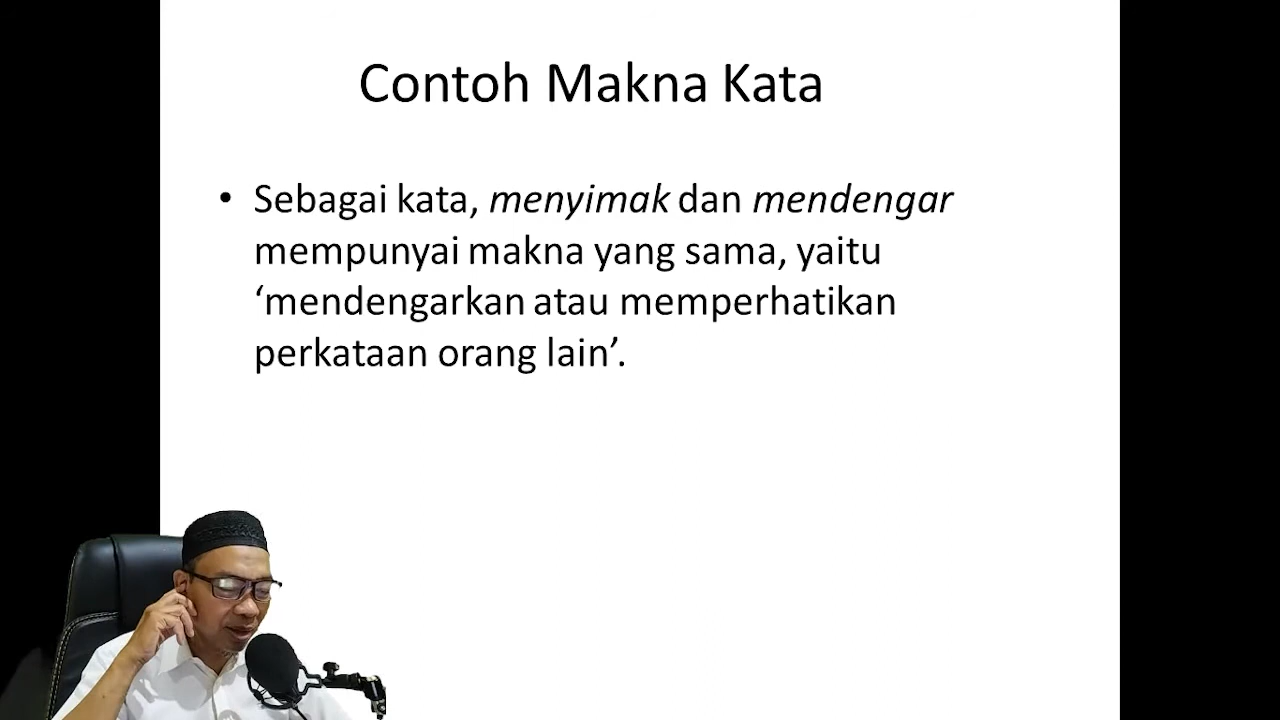 Contoh Makna Kata
• Sebagai kata, menyimak dan mendengar
mempunyai makna yang sama, yaitu
‘mendengarkan atau memperhatikan
perkataan orang lain’.